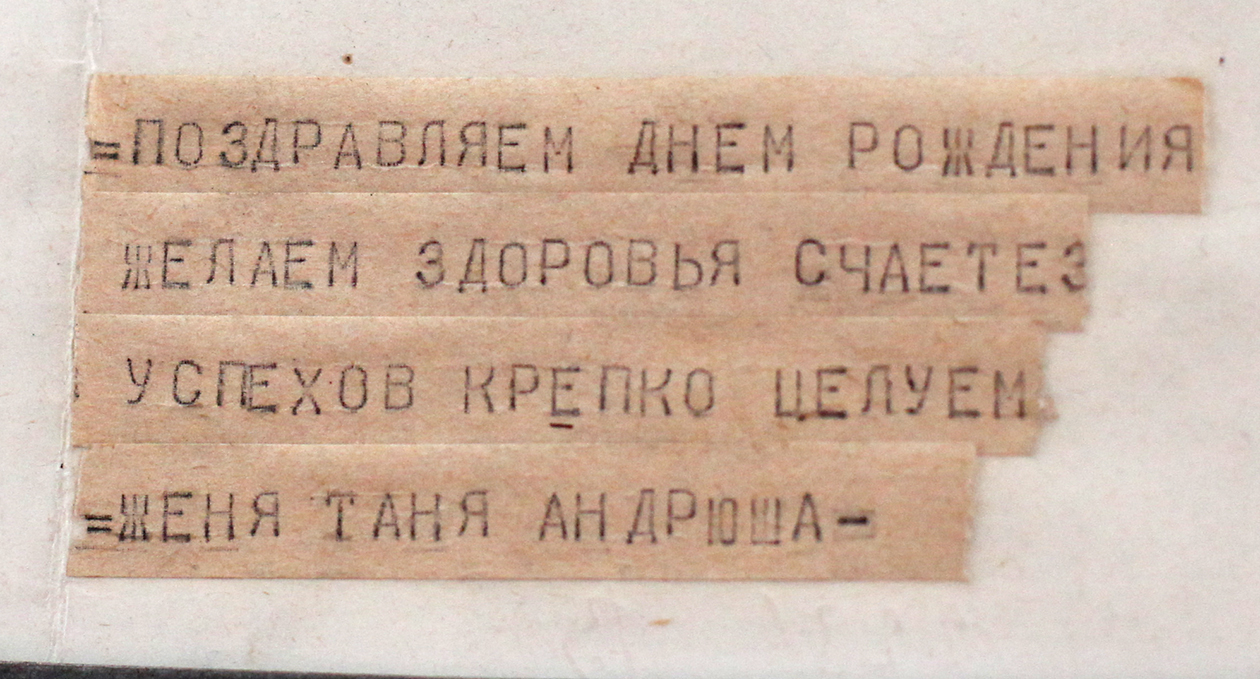 =ПОЗДРАВЛЯЕМ ДНЕМ РОЖДЕНИЯ
ЖЕЛАЕМ ЗДОРОВЬЯ СЧАЕТЕЗ
УСПЕХОВ КРЕПКО ЦЕЛУЕМ
=ЖЕНЯ ТАНЯ АНДРЮША-